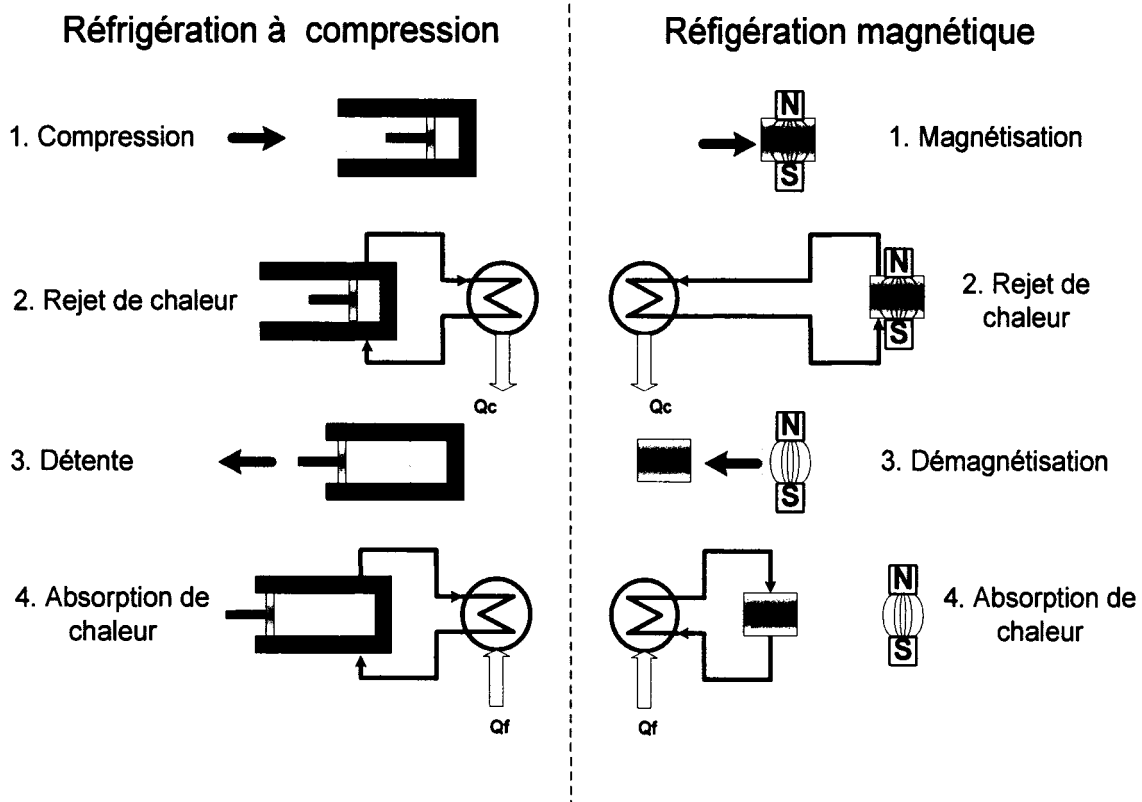 Réfrigération à compression
1. Compression
2. Rejet de chaleur
Qc
3. Détente
4. Absorption de
chaleur
Qf
Réfigération magnétique
N
S
1. Magnétisation
N
S
2. Rejet de
chaleur
Qc
N
S
3. Démagnétisation
N
S
4. Absorption de
chaleur
Qf